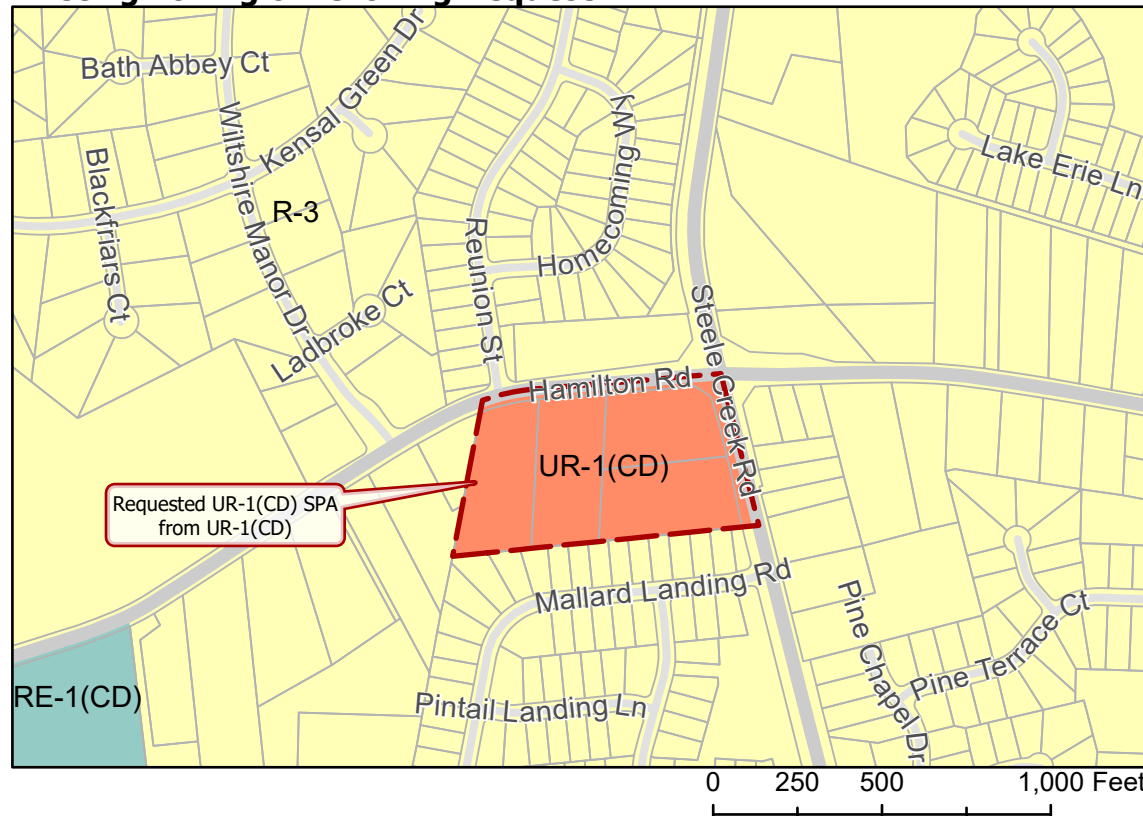 Bath Abbey Ct
Kensal Green Dr
Wiltshire Manor Dr
Blackfriars Ct
R-3
Ladbroke Ct
Reunion St
Homecoming Wy
Lake Erie Ln
Steele Creek Rd
Hamilton Rd
UR-1(CD)
Requested UR-1(CD) SPA
from UR-1(CD)
Mallard Landing Rd
Pine Chapel Dr
Pine Terrace Ct
Pintail Landing Ln
RE-1(CD)
0 250 500 1,000 Feet